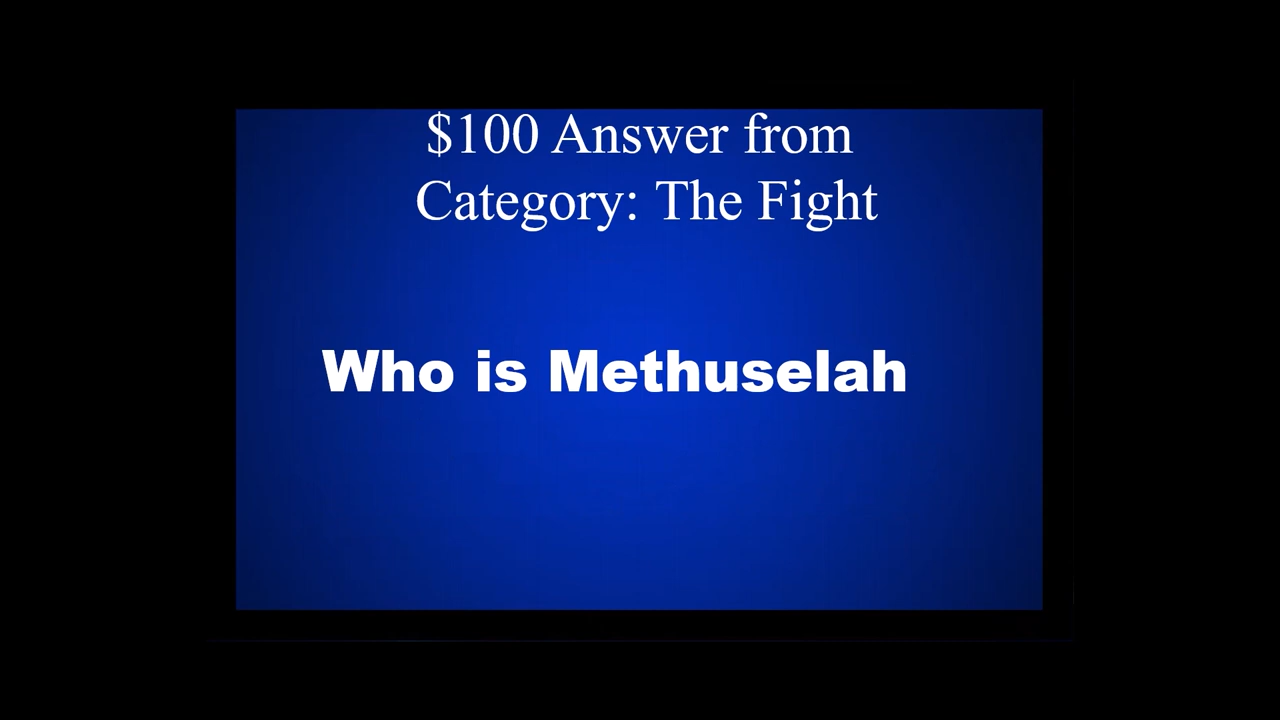 $100 Answer from
Category: The Fight
Who is Methuselah